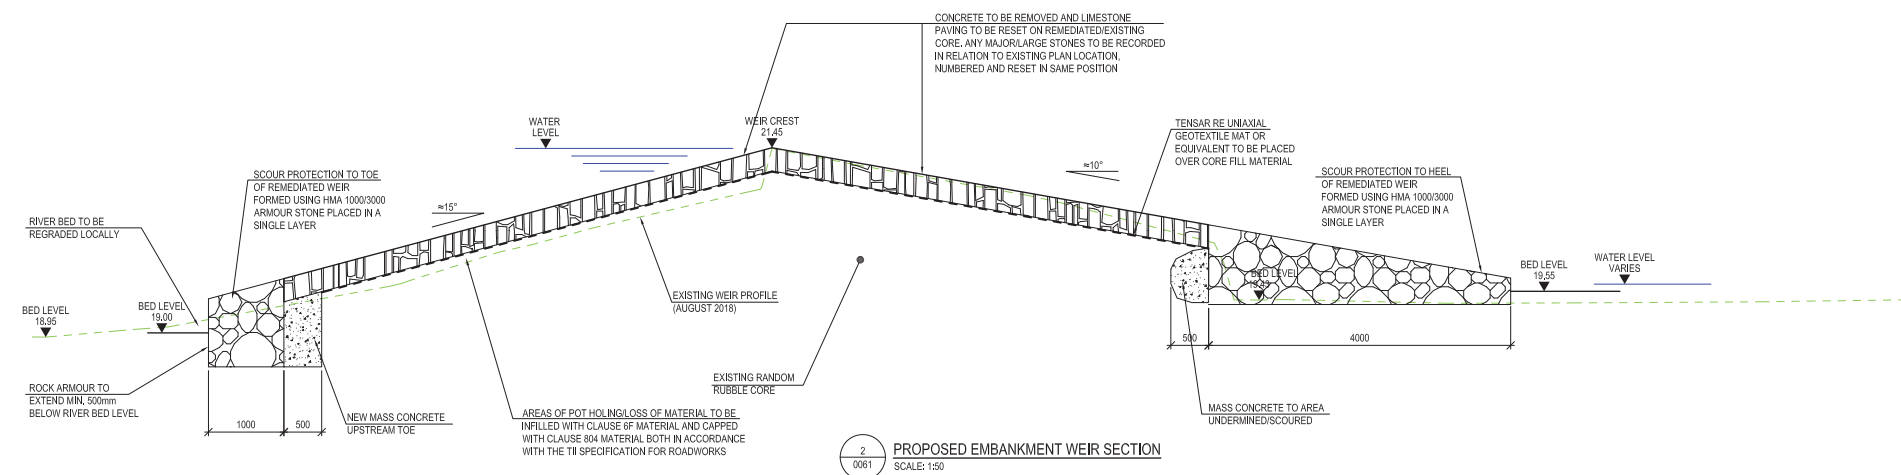 CONCRETE TO BE REMOVED AND LIMESTONE
PAVING TO BE RESET ON REMEDIATED/EXISTING
CORE. ANY MAJOR/LARGE STONES TO BE RECORDED
IN RELATION TO EXISTING PLAN LOCATION,
NUMBERED AND RESET IN SAME POSITION
WATER
LEVEL
WEIR CREST
21.45
TENSAR RE UNIAXIAL
GEOTEXTILE MAT OR
EQUIVALENT TO BE PLACED
OVER CORE FILL MATERIAL
≈10°
SCOUR PROTECTION TO TOE
OF REMEDIATED WEIR
FORMED USING HMA 1000/3000
ARMOUR STONE PLACED IN A
SINGLE LAYER
SCOUR PROTECTION TO HEEL
OF REMEDIATED WEIR
FORMED USING HMA 1000/3000
ARMOUR STONE PLACED IN A
SINGLE LAYER
≈15°
RIVER BED TO BE
REGRADED LOCALLY
BED LEVEL
18.95
BED LEVEL
19.00
EXISTING WEIR PROFILE
(AUGUST 2018)
BED LEVEL
19.43
BED LEVEL
19.55
WATER LEVEL
VARIES
500
4000
EXISTING RANDOM
RUBBLE CORE
ROCK ARMOUR TO
EXTEND MIN. 500mm
BELOW RIVER BED LEVEL
1000
500
NEW MASS CONCRETE
UPSTREAM TOE
AREAS OF POT HOLING/LOSS OF MATERIAL TO BE
INFILLED WITH CLAUSE 6F MATERIAL AND CAPPED
WITH CLAUSE 804 MATERIAL BOTH IN ACCORDANCE
WITH THE TII SPECIFICATION FOR ROADWORKS
MASS CONCRETE TO AREA
UNDERMINED/SCOURED
2
0061
PROPOSED EMBANKMENT WEIR SECTION
SCALE: 1:50